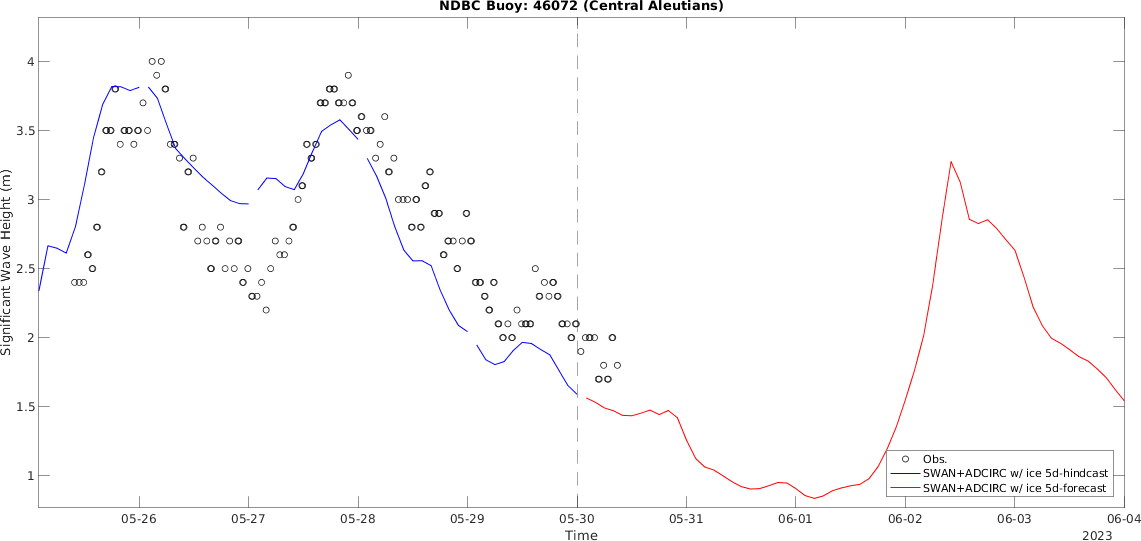 NDBC Buoy: 46072 (Central Aleutians)
Significant Wave Height (m)
4
3.5
3
2.5
2
1.5
1
Obs.
SWAN+ADCIRC w/ ice 5d-hindcast
SWAN+ADCIRC w/ ice 5d-forecast
05-26 05-27 05-28 05-29 05-30 05-31 06-01 06-02 06-03 06-04
Time
2023